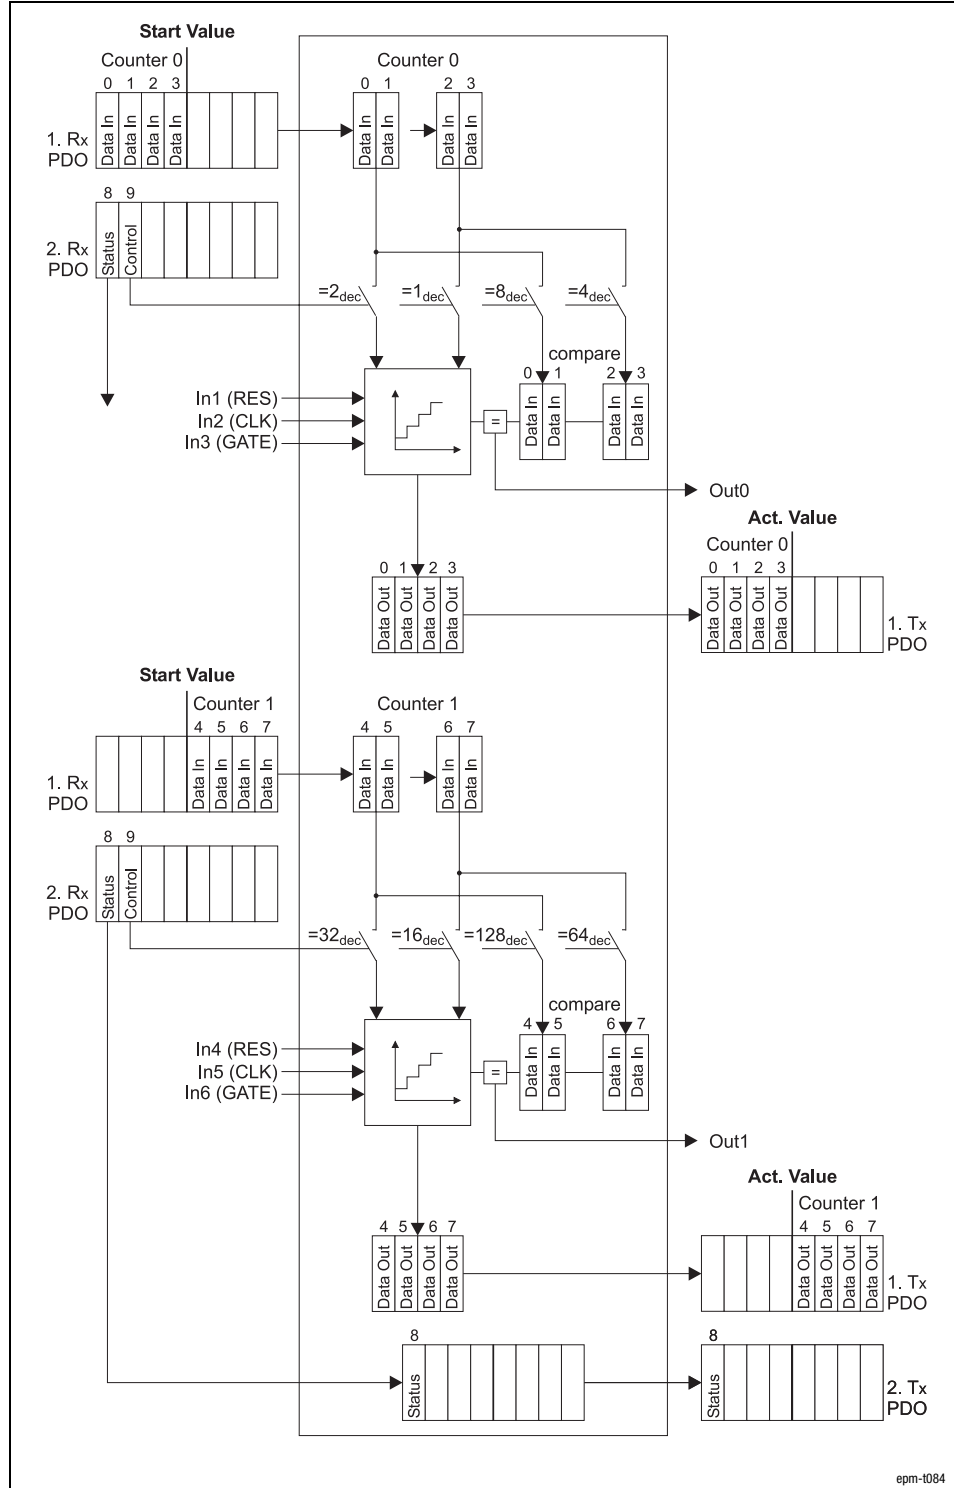 Start Value
Counter 0
0 1 2 3
Data In Data In Data In Data In
1. Rx
PDO
Counter 0
0 1 2 3
Data In Data In Data In Data In
8 9
Status Control
2. Rx
PDO
=2dec =1dec =8dec =4dec
compare
0 1 2 3
Data In Data In Data In Data In
In1 (RES)
In2 (CLK)
In3 (GATE)
=
Out0
Act. Value
Counter 0
0 1 2 3
Data Out Data Out Data Out Data Out
1. Tx
PDO
0 1 2 3
Data Out Data Out Data Out Data Out
Start Value
Counter 1
4 5 6 7
Data In Data In Data In Data In
1. Rx
PDO
Counter 1
4 5 6 7
Data In Data In Data In Data In
8 9
Status Control
2. Rx
PDO
=32dec =16dec =128dec =64dec
compare
4 5 6 7
Data In Data In Data In Data In
In4 (RES)
In5 (CLK)
In6 (GATE)
=
Out1
Act. Value
Counter 1
4 5 6 7
Data Out Data Out Data Out Data Out
1. Tx
PDO
4 5 6 7
Data Out Data Out Data Out Data Out
8
Status
8
Status
2. Tx
PDO
epm-t084